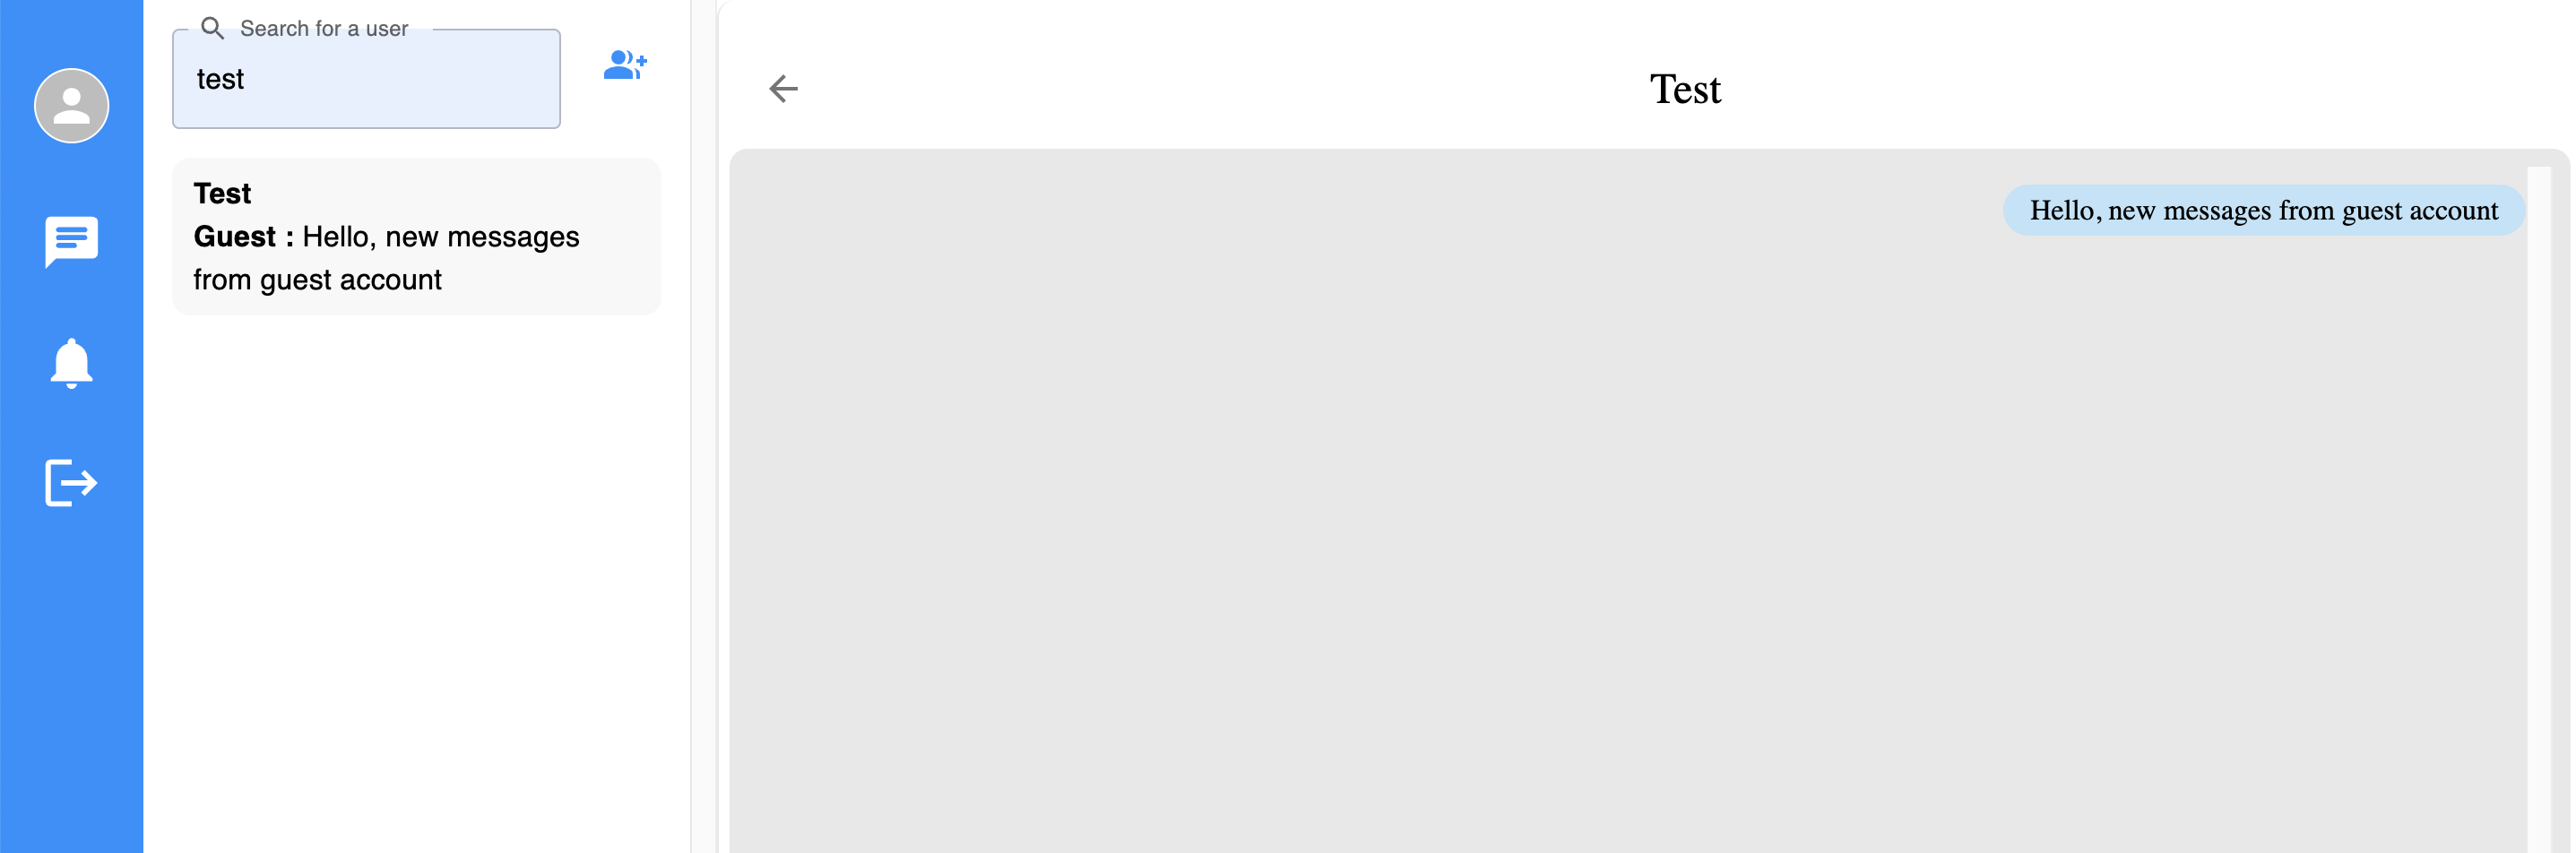 Search for a user
test
Test
Guest : Hello, new messages
from guest account
Test
Hello, new messages from guest account